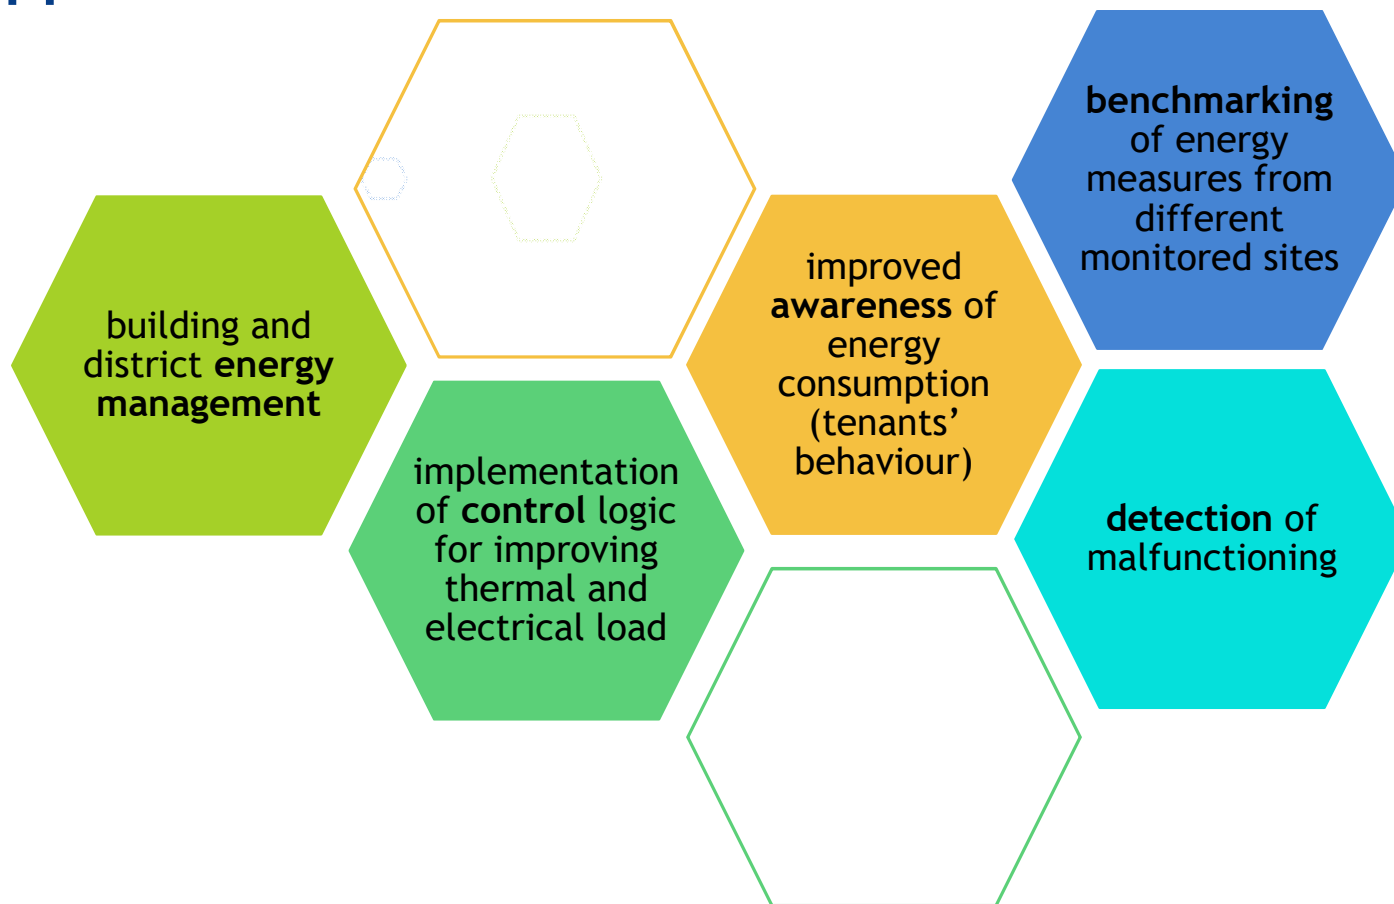 building and
district energy
management
implementation
of control logic
for improving
thermal and
electrical load
improved
awareness of
energy
consumption
(tenants’
behaviour)
benchmarking
of energy
measures from
different
monitored sites
detection of
malfunctioning